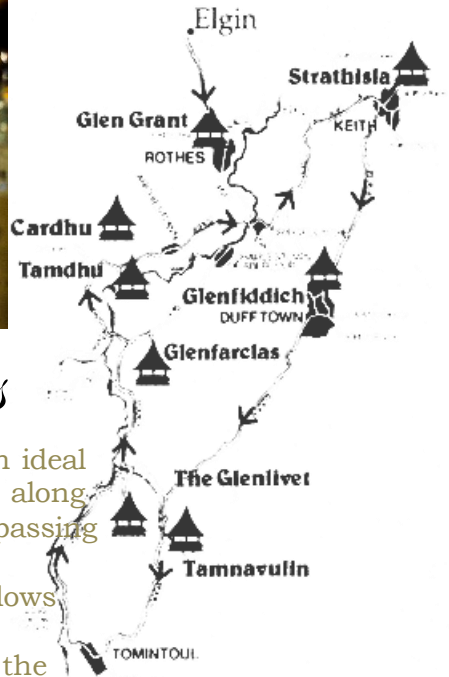 Elgin
Strathisla
KEITH
Glen Grant
ROTHES
Cardhu
Tamdhu
Glenfiddich
DUFFTOWN
Glenfarclas
ideal
along
The Glenlivet
passing
Tamnavulin
the
TOMINTOUL